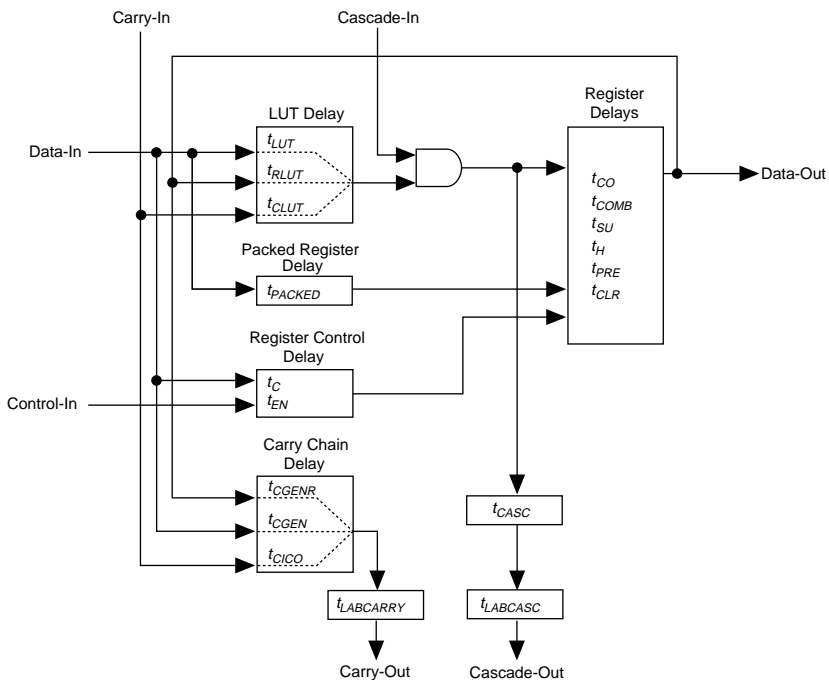 Carry-In
Cascade-In
LUT Delay
Register
Delays
Data-In
tLUT
tRLUT
tCLUT
tCO
tCOMB
tSU
tH
tPRE
tCLR
Data-Out
Packed Register
Delay
tPACKED
Register Control
Delay
tC
tEN
Control-In
Carry Chain
Delay
tCGENR
tCGEN
tCICO
tCASC
tLABCARRY
tLABCASC
Carry-Out
Cascade-Out